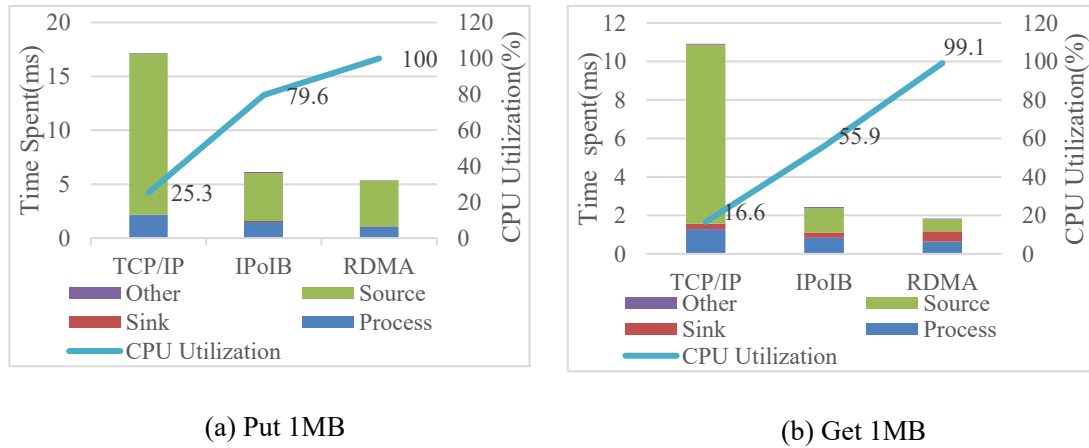 Time Spent(ms)
20
15
10
5
0
25.3
79.6
100
120
100
80
60
40
20
0
CPU Utilization(%)
TCP/IP IPoIB RDMA
Other Source
Sink Process
CPU Utilization
(a) Put 1MB
Time spent(ms)
12
10
8
6
4
2
0
16.6
55.9
99.1
120
100
80
60
40
20
0
CPU Utilization(%)
TCP/IP IPoIB RDMA
Other Source
Sink Process
CPU Utilization
(b) Get 1MB